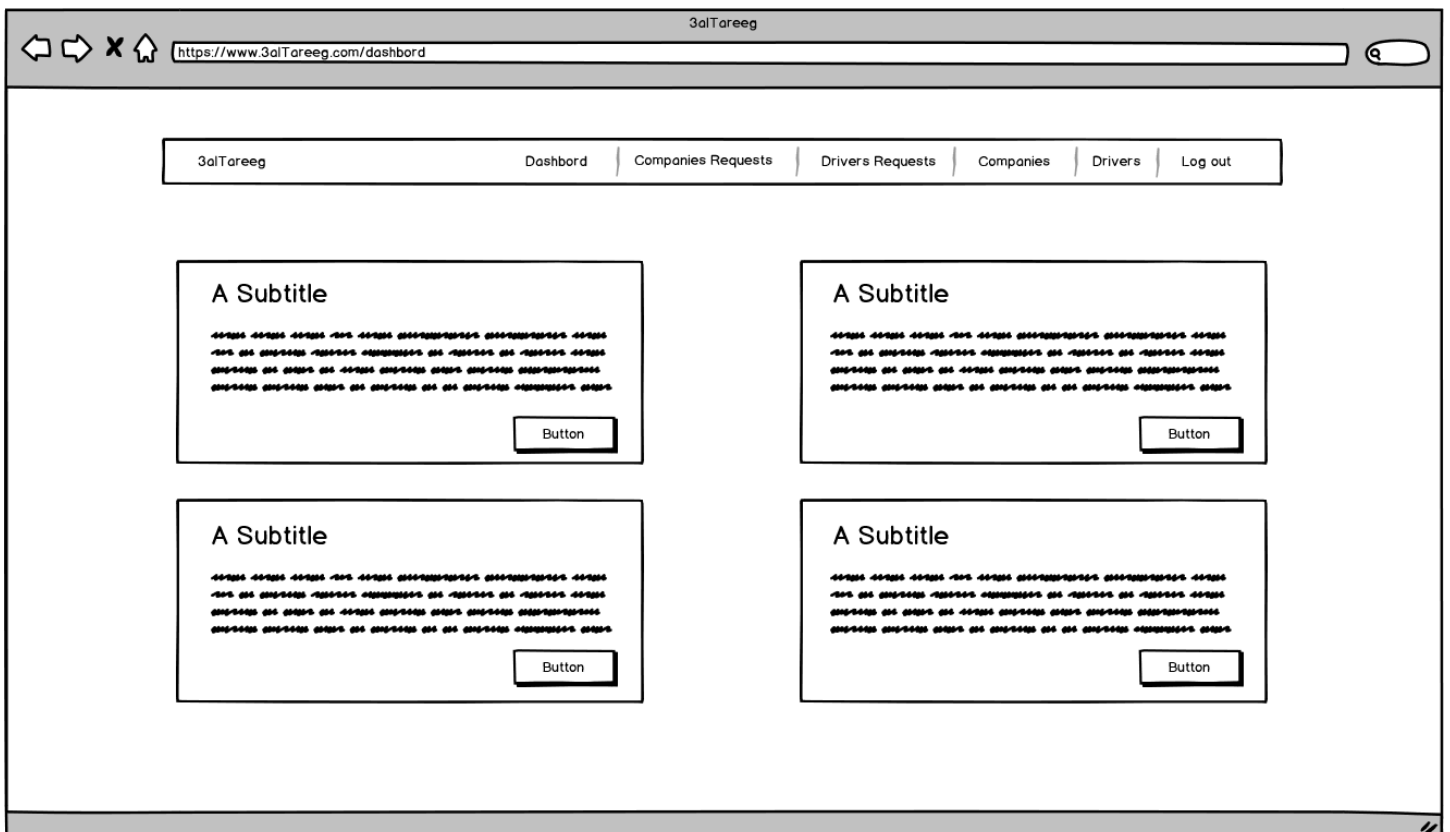 3alTareeg
https://www.3alTareeg.com/dashbord
3alTareeg Dashbord Companies Requests Drivers Requests Companies Drivers Log out
A Subtitle A Subtitle
Button Button
A Subtitle A Subtitle
Button Button